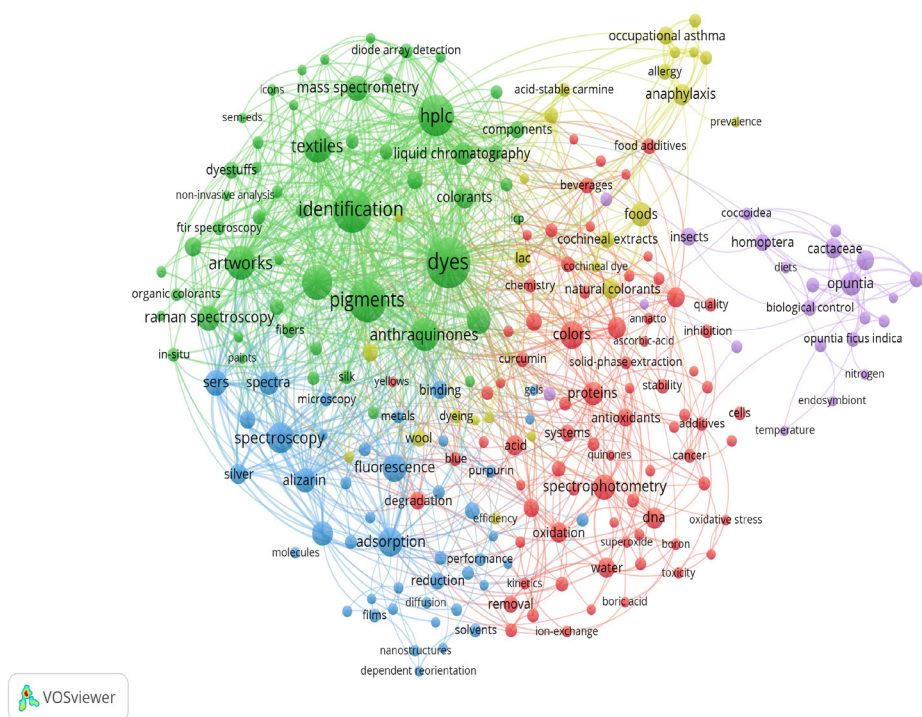 occupational asthma
diode array detection
allergy
icons
mass spectrometry
acid-stable carmine
anaphylaxis
sem-eds
hplc
components
prevalence
textiles
liquid chromatography
food additives
dyestuffs
beverages
non-invasive analysis
colorants
identification
foods
coccoidea
ftir spectroscopy
icp
cochineal extracts
insects
homoptera
cactaceae
artworks
dyes
lac
cochineal dye
diets
opuntia
organic colorants
pigments
chemistry
natural colorants
quality
biological control
raman spectroscopy
fibers
anthraquinones
colors
annatto
inhibition
ascorbic-acid
opuntia ficus indica
in-situ
paints
curcumin
solid-phase extraction
nitrogen
sers
spectra
silk
yellows
binding
gels
proteins
stability
microscopy
endosymbiont
metals
dyeing
antioxidants
additives
cells
temperature
spectroscopy
wool
acid
systems
quinones
cancer
silver
alizarin
fluorescence
blue
purpurin
spectrophotometry
degradation
efficiency
dna
oxidative stress
adsorption
oxidation
superoxide
boron
molecules
performance
water
toxicity
reduction
kinetics
films
diffusion
removal
boric acid
solvents
ion-exchange
nanostructures
dependent reorientation
VOSviewer